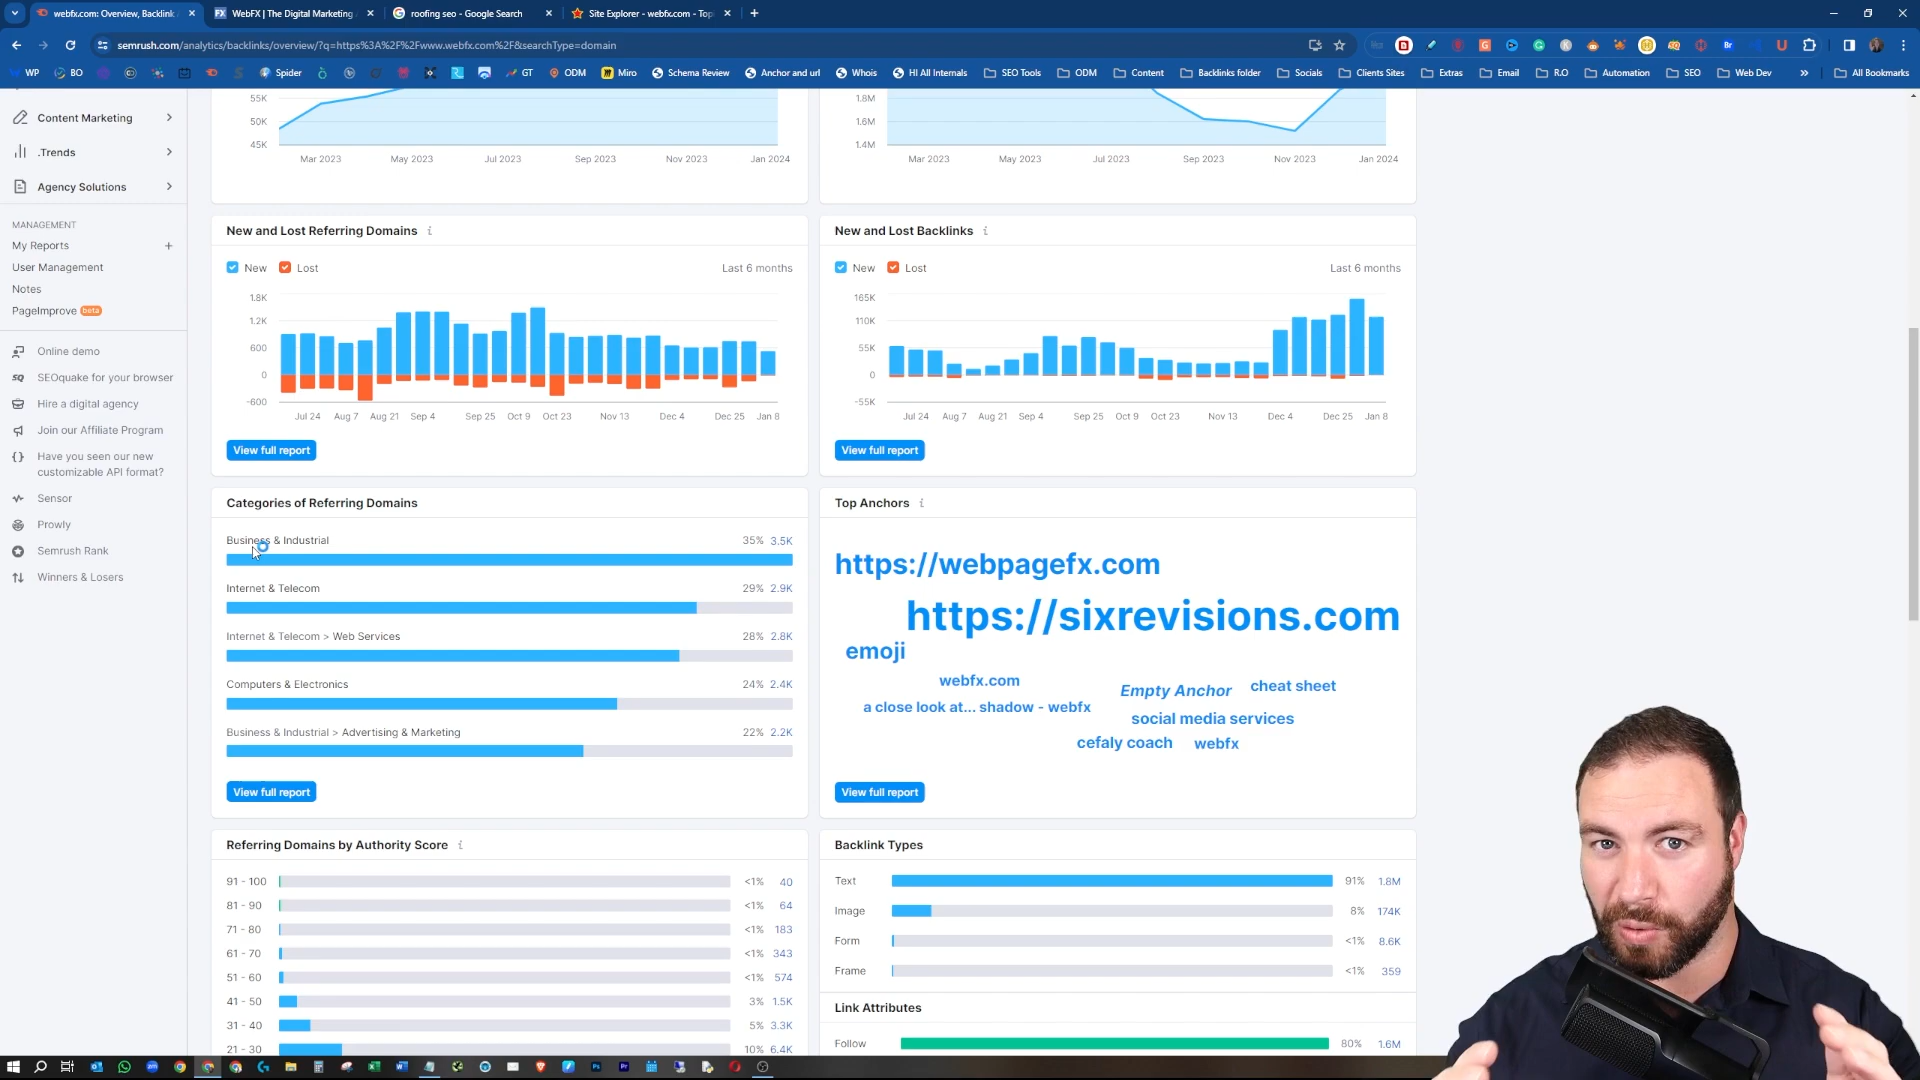 webfx.com: Overview, Backlink
WebFX | The Digital Marketing
roofing seo - Google Search
Site Explorer - webfx.com - Top
semrush.com/analytics/backlinks/overview/?q=https%3A%2F%2Fwww.webfx.com%2F&searchType=domain
WP
BO
Spider
GT
ODM
Miro
Schema Review
Anchor and url
Whois
HI All Internals
SEO Tools
ODM
Content
Backlinks folder
Socials
Clients Sites
Extras
Email
R.O
Automation
SEO
Web Dev
All Bookmarks
Content Marketing
.Trends
Agency Solutions
MANAGEMENT
My Reports +
User Management
Notes
PageImprove beta
Online demo
SEOquake for your browser
Hire a digital agency
Join our Affiliate Program
Have you seen our new
customizable API format?
Sensor
Prowly
Semrush Rank
Winners & Losers
55K
50K
45K
Mar 2023 May 2023 Jul 2023 Sep 2023 Nov 2023 Jan 2024
1.8M
1.6M
1.4M
Mar 2023 May 2023 Jul 2023 Sep 2023 Nov 2023 Jan 2024
New and Lost Referring Domains i
New Lost Last 6 months
1.8K
1.2K
600
0
-600
Jul 24 Aug 7 Aug 21 Sep 4 Sep 25 Oct 9 Oct 23 Nov 13 Dec 4 Dec 25 Jan 8
View full report
New and Lost Backlinks i
New Lost Last 6 months
165K
110K
55K
0
-55K
Jul 24 Aug 7 Aug 21 Sep 4 Sep 25 Oct 9 Oct 23 Nov 13 Dec 4 Dec 25 Jan 8
View full report
Categories of Referring Domains
Business & Industrial 35% 3.5K
Internet & Telecom 29% 2.9K
Internet & Telecom > Web Services 28% 2.8K
Computers & Electronics 24% 2.4K
Business & Industrial > Advertising & Marketing 22% 2.2K
View full report
Top Anchors i
https://webpagefx.com
https://sixrevisions.com
emoji
webfx.com
Empty Anchor
cheat sheet
a close look at... shadow - webfx
social media services
cefaly coach
webfx
View full report
Referring Domains by Authority Score i
91 - 100 <1% 40
81 - 90 <1% 64
71 - 80 <1% 183
61 - 70 <1% 343
51 - 60 <1% 574
41 - 50 3% 1.5K
31 - 40 5% 3.3K
21 - 30 10% 6.4K
Backlink Types
Text 91% 1.8M
Image 8% 174K
Form <1% 8.6K
Frame <1% 359
Link Attributes
Follow 80% 1.6M